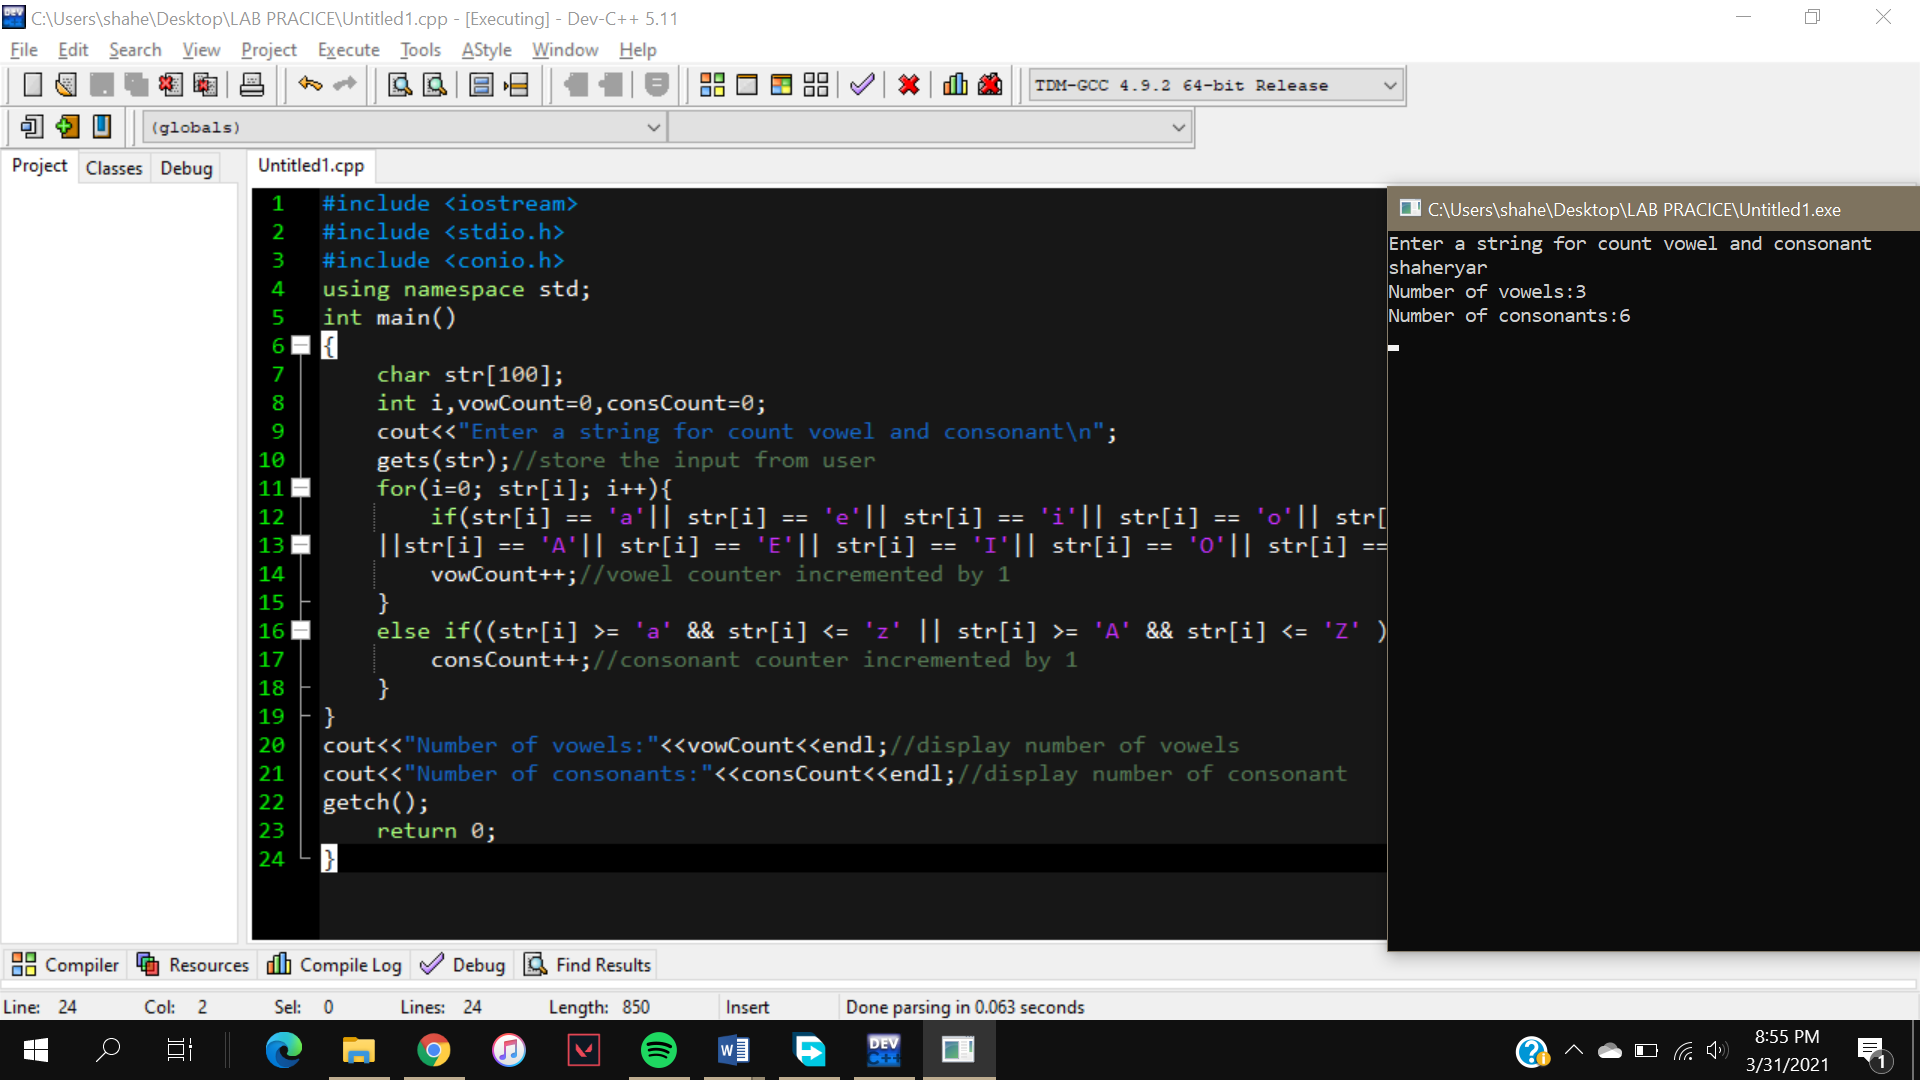 C:\Users\shahe\Desktop\LAB PRACICE\Untitled1.cpp - [Executing] - Dev-C++ 5.11
File Edit Search View Project Execute Tools AStyle Window Help
TDM-GCC 4.9.2 64-bit Release
(globals)
Project Classes Debug
Untitled1.cpp
1 #include <iostream>
2 #include <stdio.h>
3 #include <conio.h>
4 using namespace std;
5 int main()
6 {
7 char str[100];
8 int i,vowCount=0,consCount=0;
9 cout<<"Enter a string for count vowel and consonant\n";
10 gets(str);//store the input from user
11 for(i=0; str[i]; i++){
12 if(str[i] == 'a'|| str[i] == 'e'|| str[i] == 'i'|| str[i] == 'o'|| str[
13 ||str[i] == 'A'|| str[i] == 'E'|| str[i] == 'I'|| str[i] == 'O'|| str[i] ==
14 vowCount++;//vowel counter incremented by 1
15 }
16 else if((str[i] >= 'a' && str[i] <= 'z' || str[i] >= 'A' && str[i] <= 'Z' )
17 consCount++;//consonant counter incremented by 1
18 }
19 }
20 cout<<"Number of vowels:"<<vowCount<<endl;//display number of vowels
21 cout<<"Number of consonants:"<<consCount<<endl;//display number of consonant
22 getch();
23 return 0;
24 }
C:\Users\shahe\Desktop\LAB PRACICE\Untitled1.exe
Enter a string for count vowel and consonant
shaheryar
Number of vowels:3
Number of consonants:6
Compiler Resources Compile Log Debug Find Results
Line: 24 Col: 2 Sel: 0 Lines: 24 Length: 850 Insert Done parsing in 0.063 seconds
DEV C++
8:55 PM
3/31/2021
1